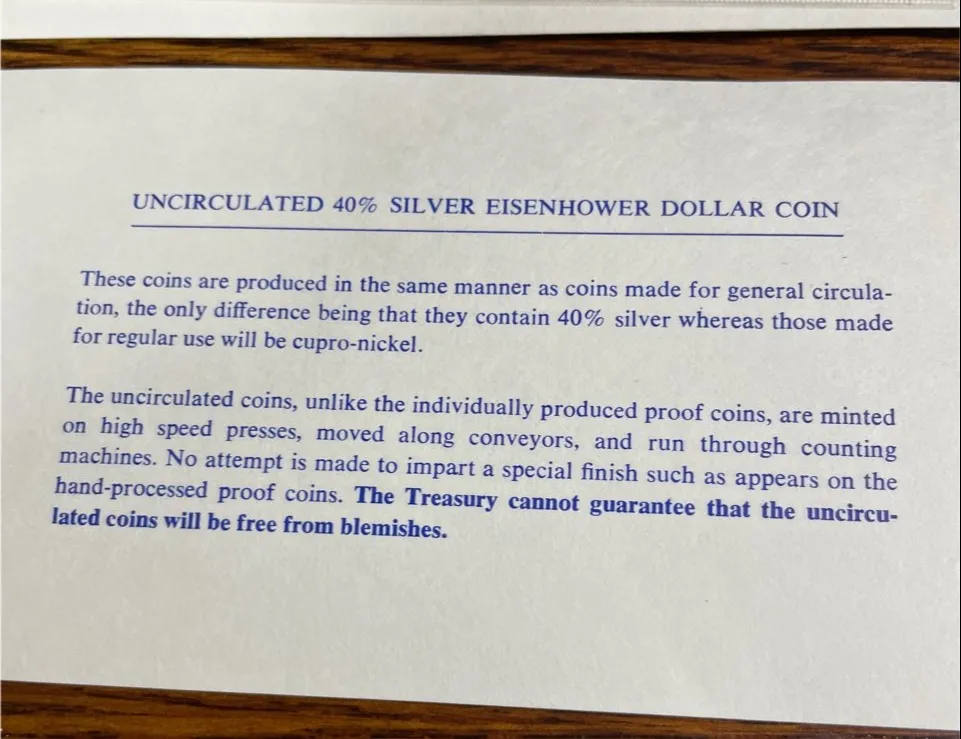 UNCIRCULATED 40% SILVER EISENHOWER DOLLAR COIN
These coins are produced in the same manner as coins made for general circula-
tion, the only difference being that they contain 40% silver whereas those made
for regular use will be cupro-nickel.
The uncirculated coins, unlike the individually produced proof coins, are minted
on high speed presses, moved along conveyors, and run through counting
machines. No attempt is made to impart a special finish such as appears on the
hand-processed proof coins. The Treasury cannot guarantee that the uncircu-
lated coins will be free from blemishes.